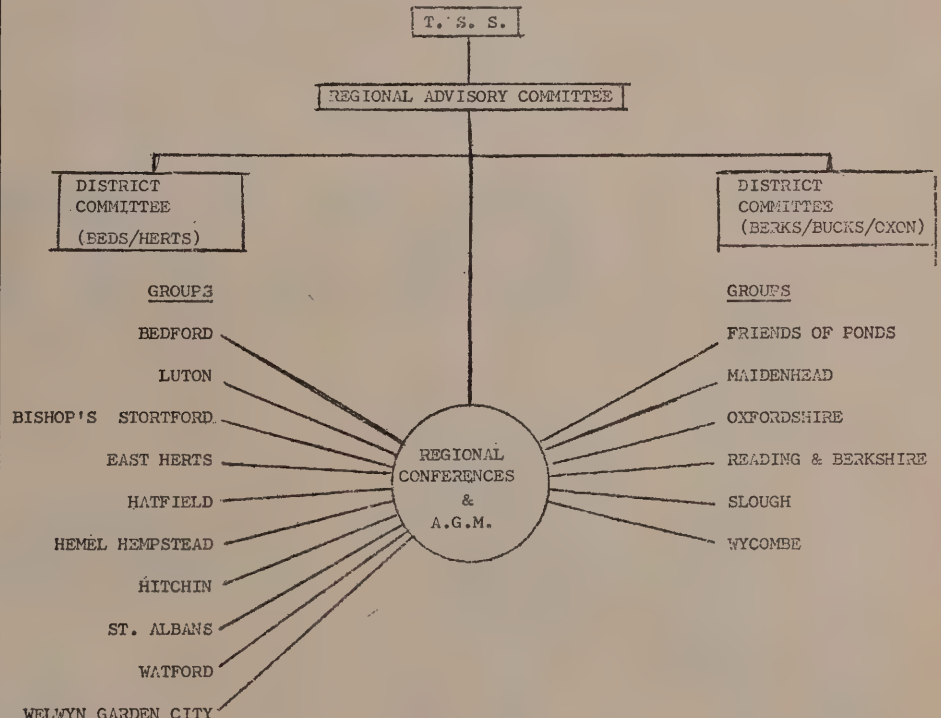 T. S. S.
REGIONAL ADVISORY COMMITTEE
DISTRICT
COMMITTEE
(BEDS/HERTS)
DISTRICT
COMMITTEE
(BERKS/BUCKS/OXON)
GROUPS
BEDFORD
LUTON
BISHOP'S STORTFORD
EAST HERTS
HATFIELD
HEMEL HEMPSTEAD
HITCHIN
ST. ALBANS
WATFORD
WELWYN GARDEN CITY
REGIONAL
CONFERENCES
&
A.G.M.
GROUPS
FRIENDS OF PONDS
MAIDENHEAD
OXFORDSHIRE
READING & BERKSHIRE
SLOUGH
WYCOMBE